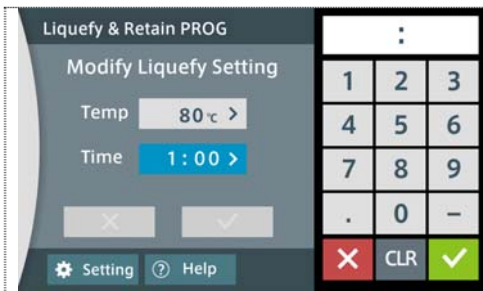 Liquefy & Retain PROG
Modify Liquefy Setting
Temp 80℃ >
Time 1:00 >
Setting ? Help
:
1 2 3
4 5 6
7 8 9
. 0 –
CLR